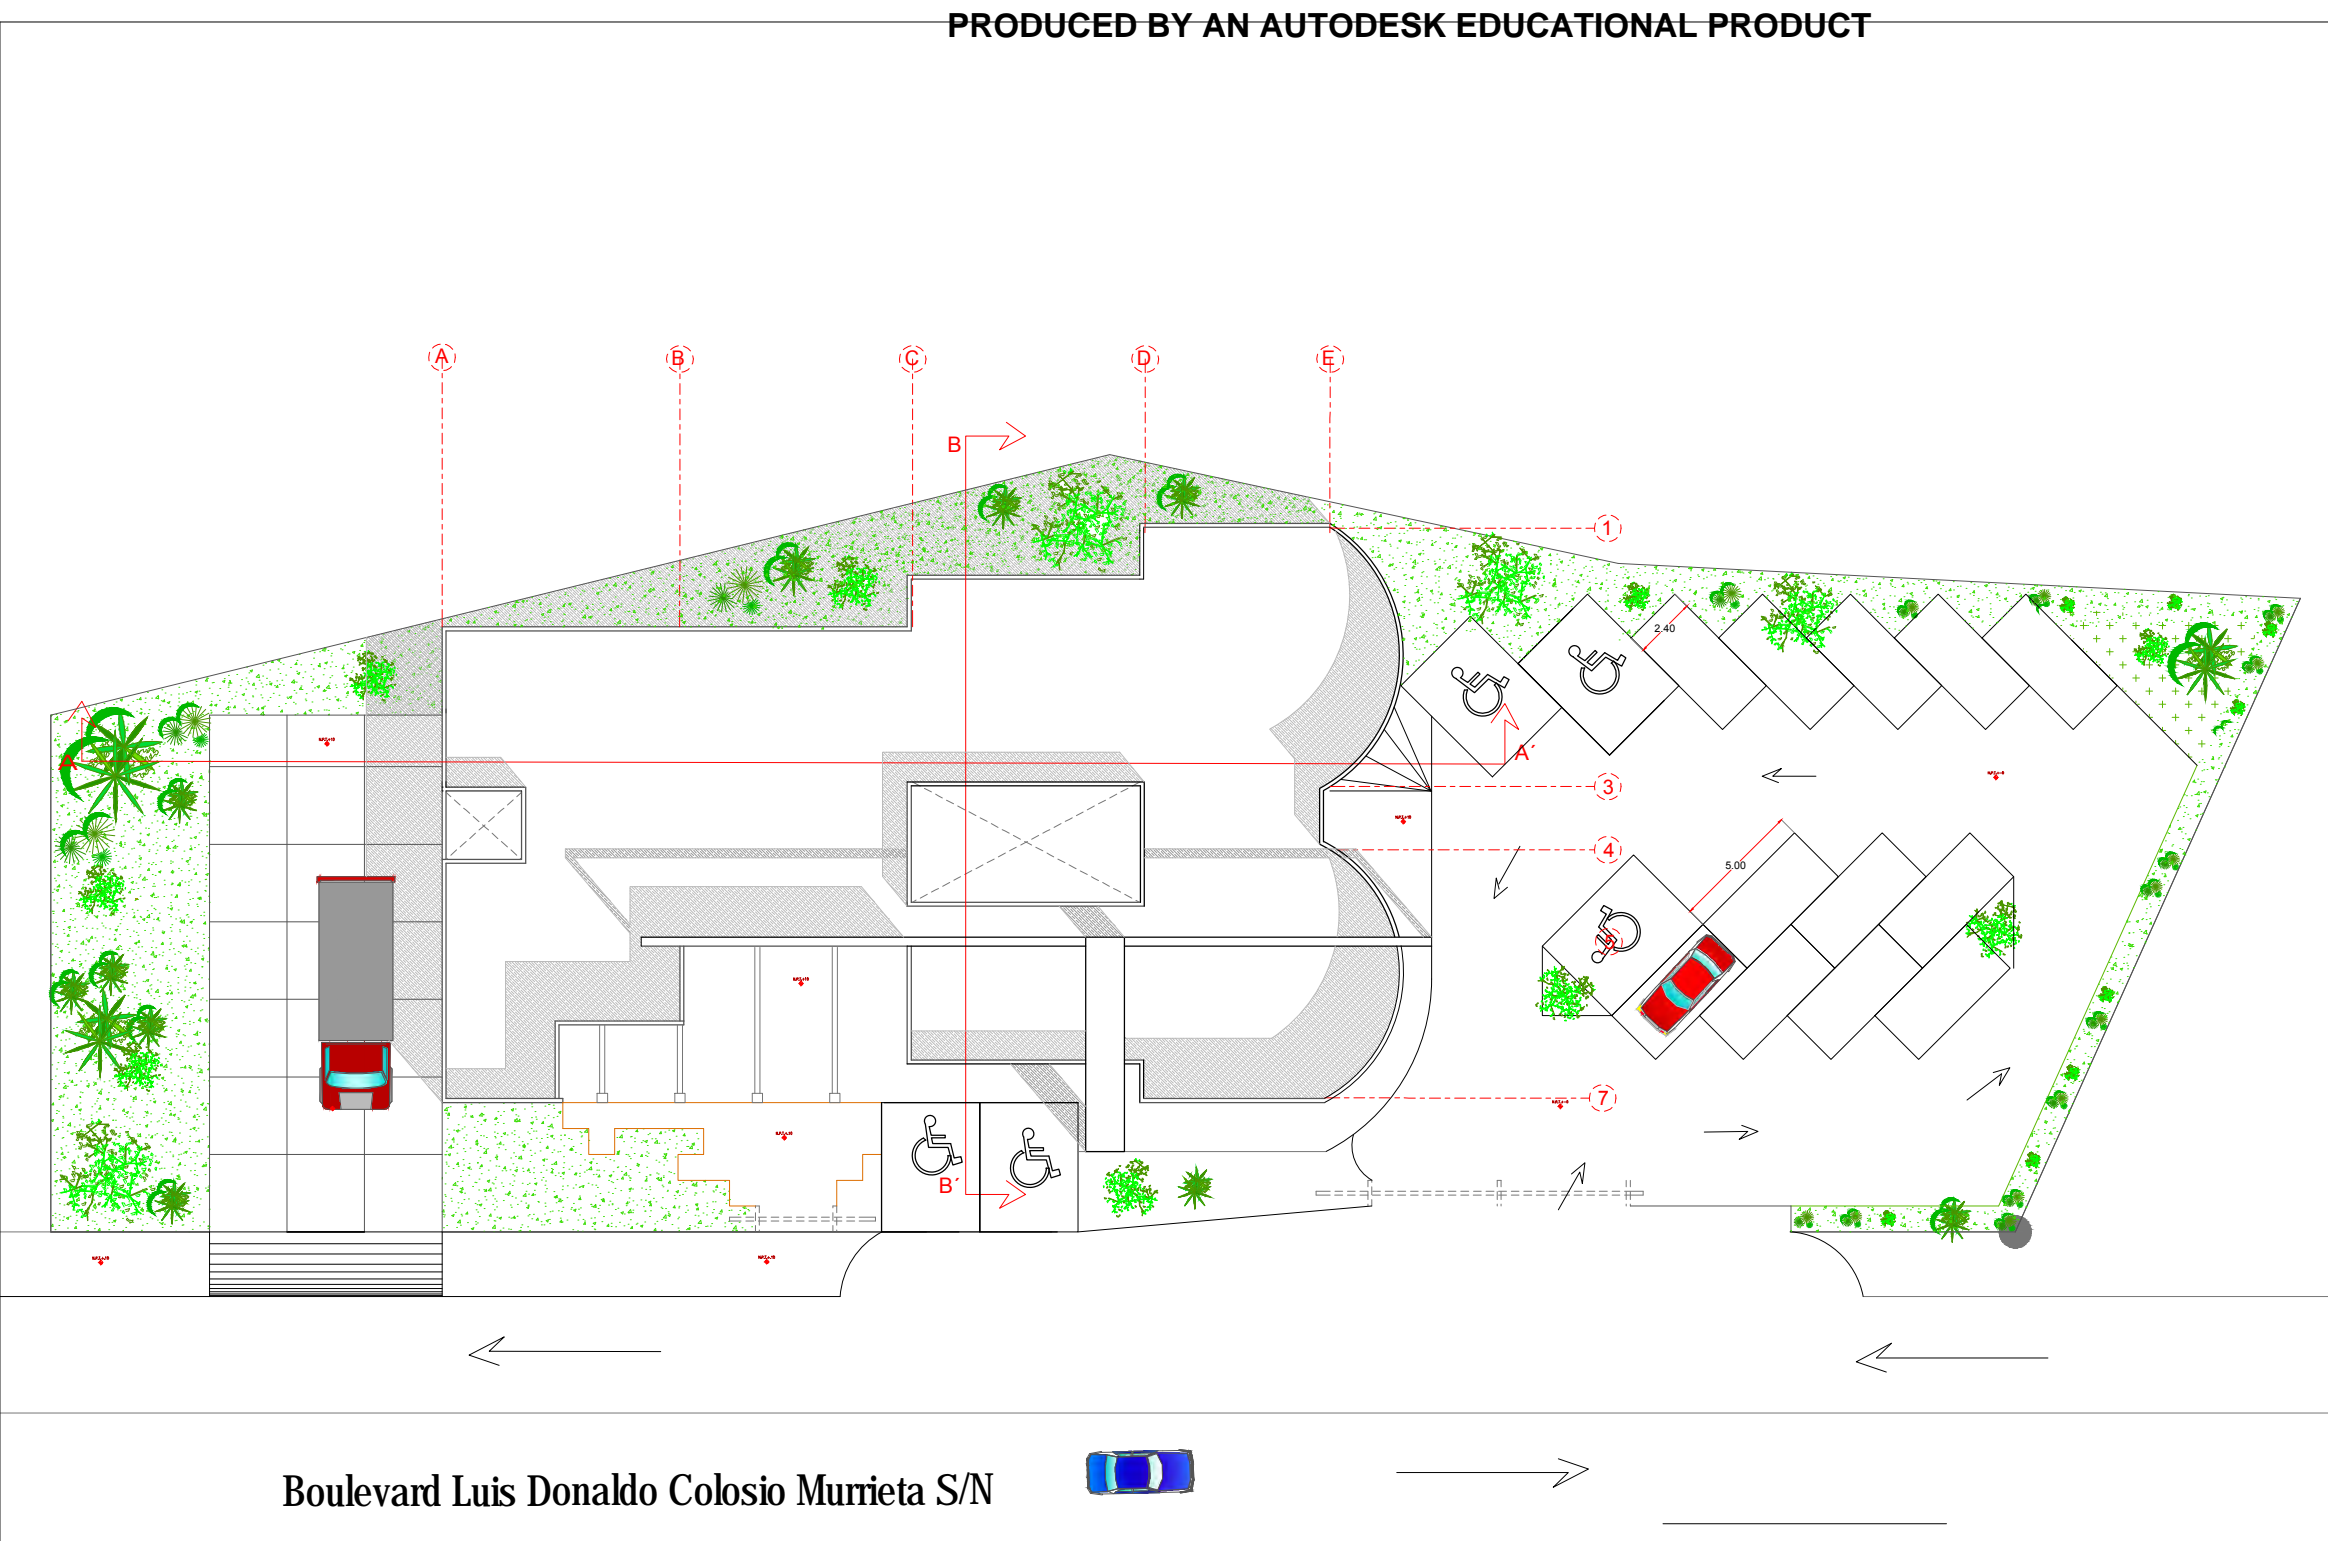 PRODUCED BY AN AUTODESK EDUCATIONAL PRODUCT
A B C D E
B
1
2.40
A A´
3
4
5.00
5
7
B´
Boulevard Luis Donaldo Colosio Murrieta S/N